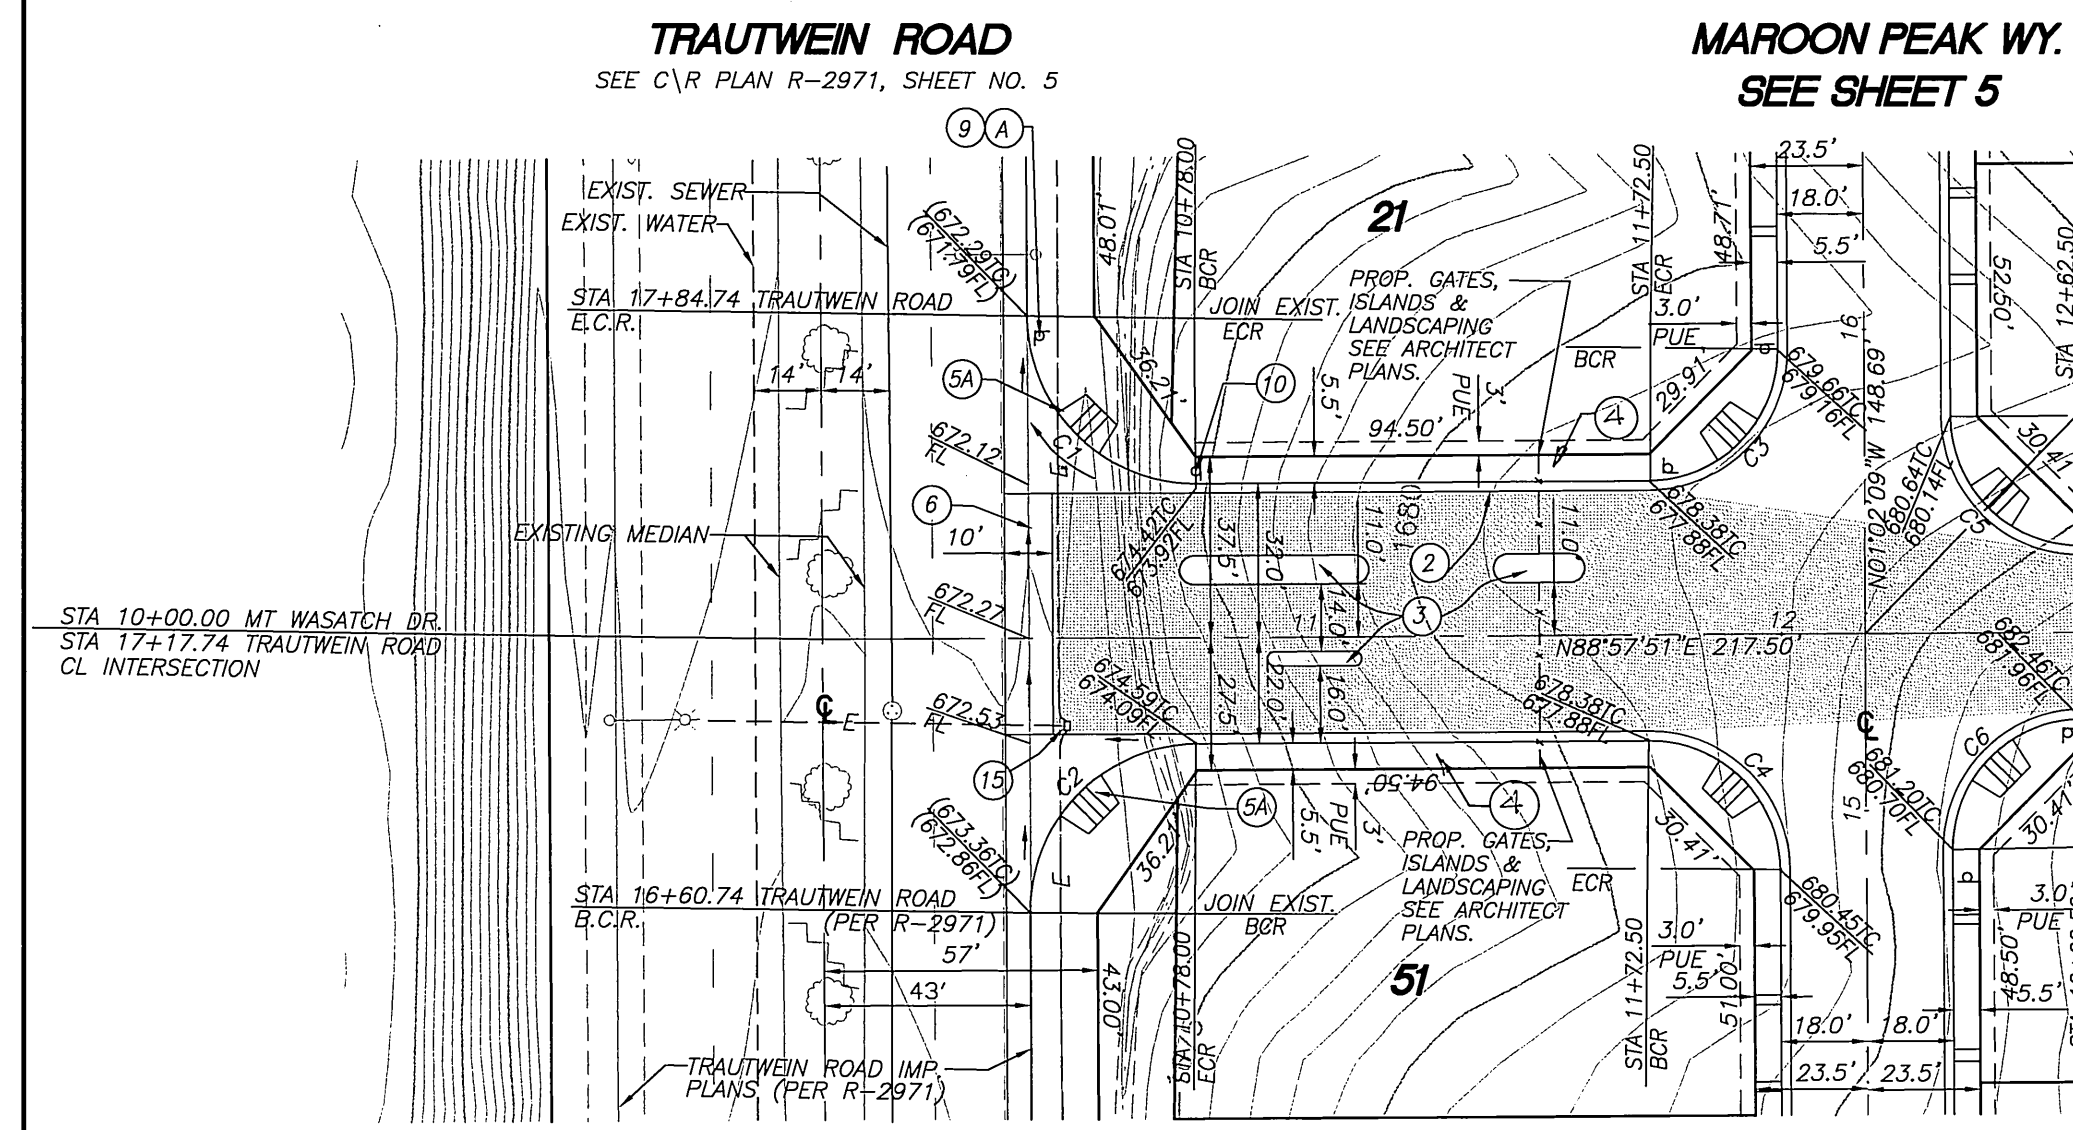 TRAUTWEIN ROAD
SEE C\R PLAN R-2971, SHEET NO. 5
MAROON PEAK WY.
SEE SHEET 5
9
A
EXIST. SEWER
EXIST. WATER
(672.29TC)
(671.79FL)
48.01'
STA 10+78.00
BCR
21
STA 11+72.50
ECR
48.71'
23.5'
18.0'
5.5'
52.50'
STA 12+62.50
STA 17+84.74 TRAUTWEIN ROAD
E.C.R.
JOIN EXIST.
ECR
PROP. GATES,
ISLANDS &
LANDSCAPING
SEE ARCHITECT
PLANS.
3.0'
PUE
BCR
16
14'
14'
5A
36.21'
10
5.5'
3'
PUE
94.50'
4
29.91'
679.66TC
679.16FL
N01°02'09"W 148.69'
C1
C3
30.41'
672.12
FL
6
10'
EXISTING MEDIAN
674.42TC
673.92FL
37.5'
32.0'
11.0'
1980
2
11.0'
678.38TC
677.88FL
680.64TC
680.14FL
C5
672.27
FL
3
14.0'
11
12
N88°57'51"E 217.50'
STA 10+00.00 MT WASATCH DR.
STA 17+17.74 TRAUTWEIN ROAD
CL INTERSECTION
672.53
FL
E
674.59TC
674.09FL
27.5'
22.0'
16.0'
678.38TC
677.88FL
682.46TC
681.96FL
15
C2
5A
36.21'
94.50'
4
5.5'
PUE
3'
C4
30.41'
15
681.20TC
680.70FL
C6
30.47'
(673.36TC)
(672.86FL)
PROP. GATES,
ISLANDS &
LANDSCAPING
SEE ARCHITECT
PLANS.
ECR
STA 16+60.74 TRAUTWEIN ROAD
B.C.R.
(PER R-2971)
JOIN EXIST.
BCR
680.45TC
679.95FL
3.0'
PUE
57'
43'
43.00'
STA 10+78.00
ECR
51
STA 11+72.50
BCR
3.0'
PUE
5.5'
51.00'
48.50'
5.5'
18.0'
18.0'
23.5'
23.5'
TRAUTWEIN ROAD IMP.
PLANS (PER R-2971)